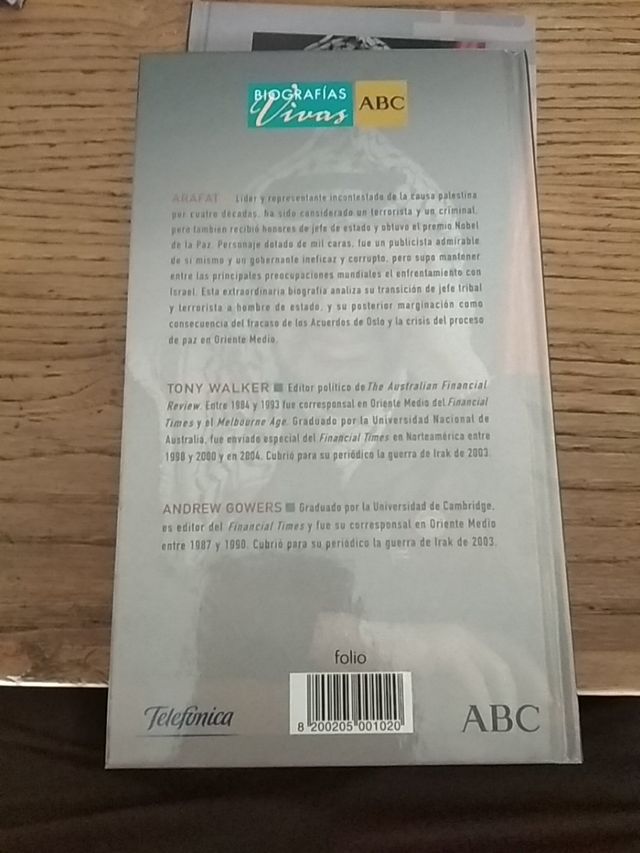 BIOGRAFÍAS
Vivas
ABC
ARAFAT Líder y representante incontestado de la causa palestina
por cuatro décadas, ha sido considerado un terrorista y un criminal,
pero también recibió honores de jefe de estado y obtuvo el premio Nobel
de la Paz. Personaje dotado de mil caras, fue un publicista admirable
de sí mismo y un gobernante ineficaz y corrupto, pero supo mantener
entre las principales preocupaciones mundiales el enfrentamiento con
Israel. Esta extraordinaria biografía analiza su transición de jefe tribal
y terrorista a hombre de estado, y su posterior marginación como
consecuencia del fracaso de los Acuerdos de Oslo y la crisis del proceso
de paz en Oriente Medio.
TONY WALKER ■ Editor político de The Australian Financial
Review. Entre 1984 y 1993 fue corresponsal en Oriente Medio del Financial
Times y el Melbourne Age. Graduado por la Universidad Nacional de
Australia, fue enviado especial del Financial Times en Norteamérica entre
1998 y 2000 y en 2004. Cubrió para su periódico la guerra de Irak de 2003.
ANDREW GOWERS ■ Graduado por la Universidad de Cambridge,
es editor del Financial Times y fue su corresponsal en Oriente Medio
entre 1987 y 1990. Cubrió para su periódico la guerra de Irak de 2003.
folio
Telefónica
8 200205 001020
ABC